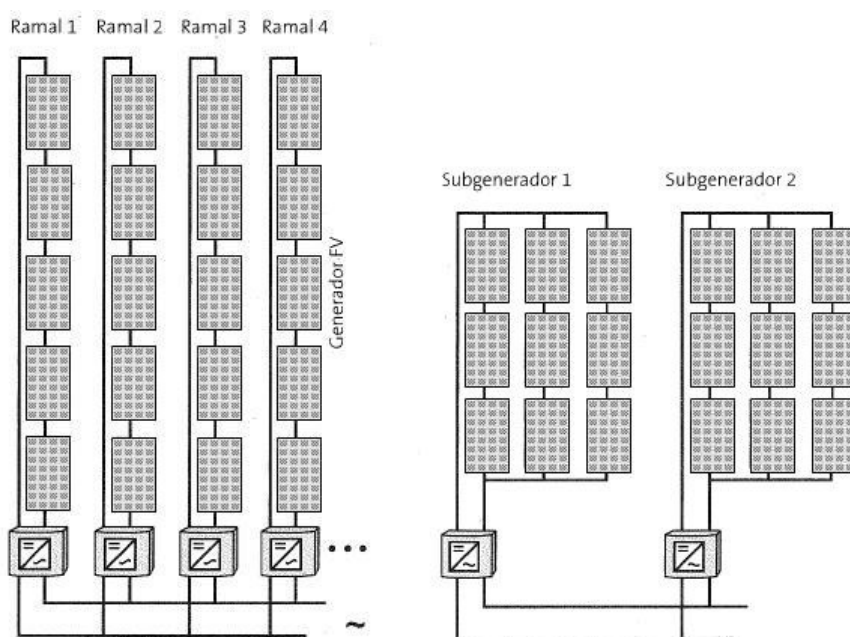 Ramal 1
Ramal 2
Ramal 3
Ramal 4
Generador FV
Subgenerador 1
Subgenerador 2
...
~